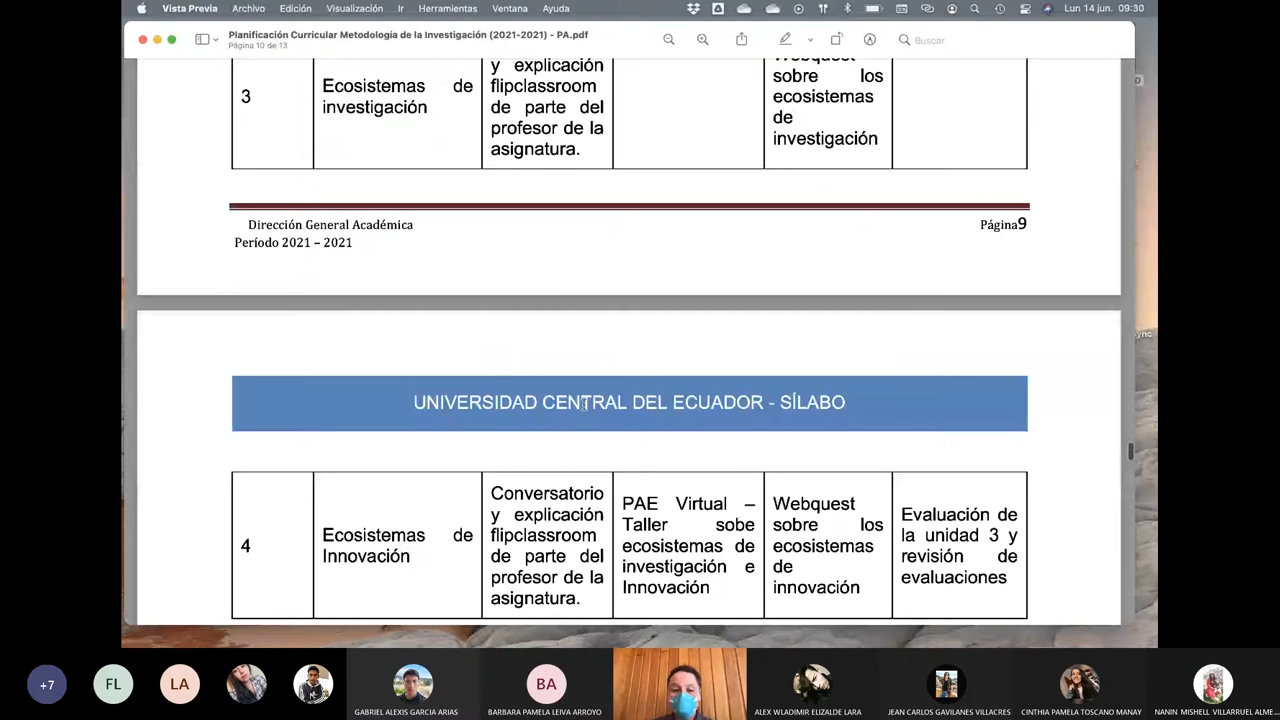 Vista Previa Archivo Edición Visualización Ir Herramientas Ventana Ayuda Lun 14 jun. 09:30
Planificación Curricular Metodología de la Investigación (2021-2021) - PA.pdf
Página 10 de 13
Buscar
3
Ecosistemas de
investigación
y explicación
flipclassroom
de parte del
profesor de la
asignatura.
Webquest
sobre los
ecosistemas
de
investigación
Dirección General Académica
Período 2021 – 2021
Página9
UNIVERSIDAD CENTRAL DEL ECUADOR - SÍLABO
4
Ecosistemas de
Innovación
Conversatorio
y explicación
flipclassroom
de parte del
profesor de la
asignatura.
PAE Virtual –
Taller sobe
ecosistemas de
investigación e
Innovación
Webquest
sobre los
ecosistemas
de
innovación
Evaluación de
la unidad 3 y
revisión de
evaluaciones
+7
FL
LA
GABRIEL ALEXIS GARCIA ARIAS
BA
BARBARA PAMELA LEIVA ARROYO
ALEX WLADIMIR ELIZALDE LARA
JEAN CARLOS GAVILANES VILLACRES
CINTHIA PAMELA TOSCANO MANAY
NANIN MISHELL VILLARRUEL ALME